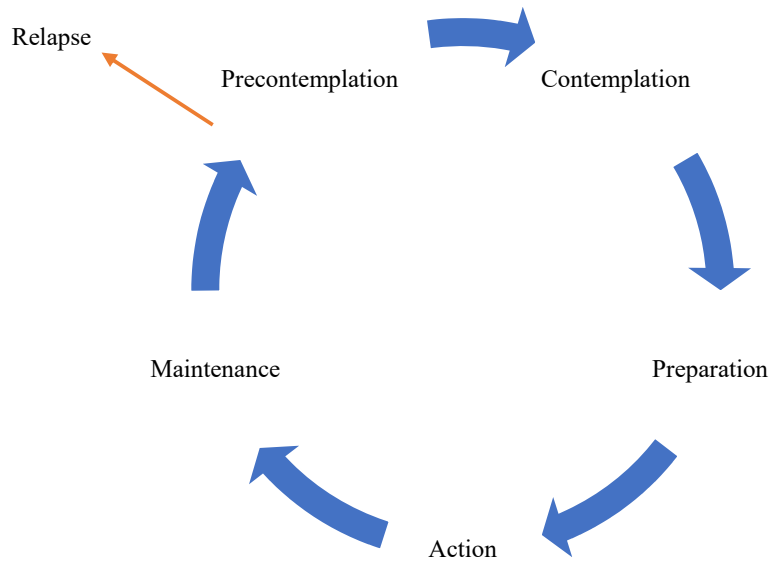 Relapse
Precontemplation
Contemplation
Maintenance
Preparation
Action